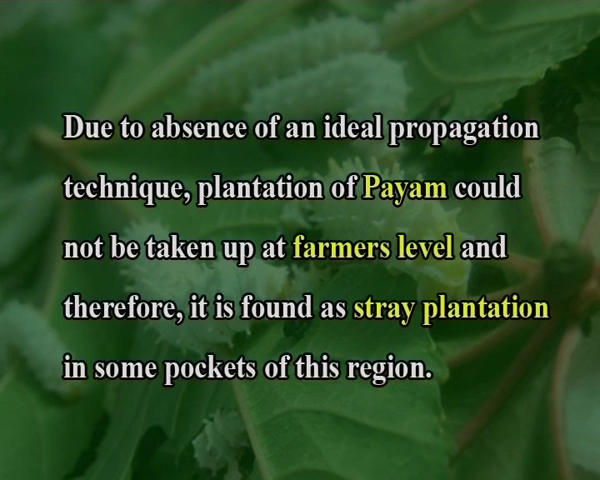 Due to absence of an ideal propagation
technique, plantation of Payam could
not be taken up at farmers level and
therefore, it is found as stray plantation
in some pockets of this region.